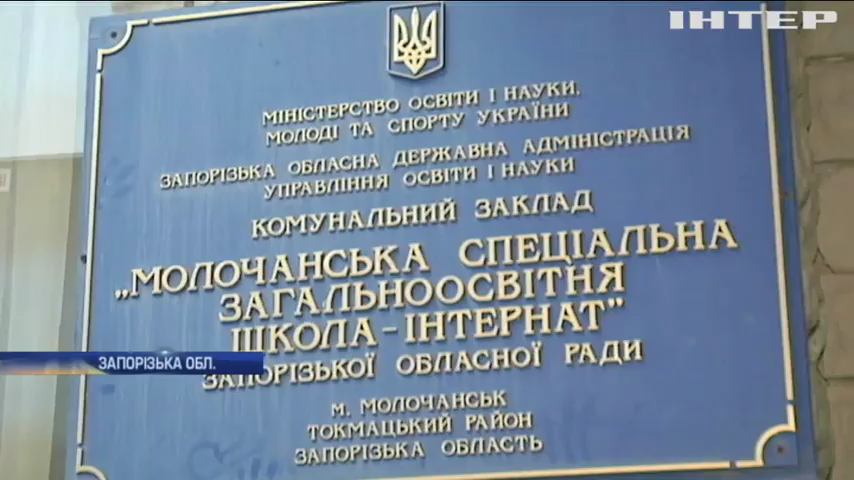 ІНТЕР
МІНІСТЕРСТВО ОСВІТИ І НАУКИ,
МОЛОДІ ТА СПОРТУ УКРАЇНИ
ЗАПОРІЗЬКА ОБЛАСНА ДЕРЖАВНА АДМІНІСТРАЦІЯ
УПРАВЛІННЯ ОСВІТИ І НАУКИ
КОМУНАЛЬНИЙ ЗАКЛАД
„МОЛОЧАНСЬКА СПЕЦІАЛЬНА
ЗАГАЛЬНООСВІТНЯ
ШКОЛА-ІНТЕРНАТ"
ЗАПОРІЗЬКА ОБЛ.
ЗАПОРІЗЬКОЇ ОБЛАСНОЇ РАДИ
М. МОЛОЧАНСЬК
ТОКМАЦЬКИЙ РАЙОН
ЗАПОРІЗЬКА ОБЛАСТЬ